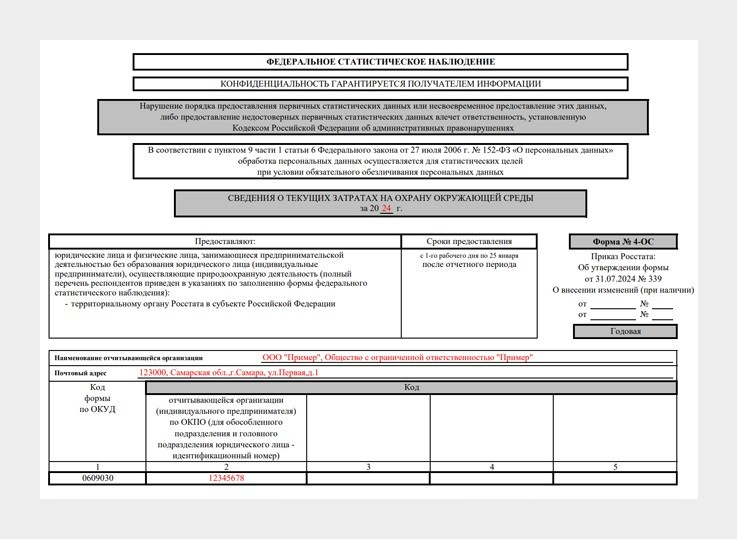 ФЕДЕРАЛЬНОЕ СТАТИСТИЧЕСКОЕ НАБЛЮДЕНИЕ
КОНФИДЕНЦИАЛЬНОСТЬ ГАРАНТИРУЕТСЯ ПОЛУЧАТЕЛЕМ ИНФОРМАЦИИ
Нарушение порядка предоставления первичных статистических данных или несвоевременное предоставление этих данных,
либо предоставление недостоверных первичных статистических данных влечет ответственность, установленную
Кодексом Российской Федерации об административных правонарушениях
В соответствии с пунктом 9 части 1 статьи 6 Федерального закона от 27 июля 2006 г. № 152-ФЗ «О персональных данных»
обработка персональных данных осуществляется для статистических целей
при условии обязательного обезличивания персональных данных
СВЕДЕНИЯ О ТЕКУЩИХ ЗАТРАТАХ НА ОХРАНУ ОКРУЖАЮЩЕЙ СРЕДЫ
за 20 24 г.
Предоставляют:
Сроки предоставления
юридические лица и физические лица, занимающиеся предпринимательской
деятельностью без образования юридического лица (индивидуальные
предприниматели), осуществляющие природоохранную деятельность (полный
перечень респондентов приведен в указаниях по заполнению формы федерального
статистического наблюдения):
- территориальному органу Росстата в субъекте Российской Федерации
с 1-го рабочего дня по 25 января
после отчетного периода
Форма № 4-ОС
Приказ Росстата:
Об утверждении формы
от 31.07.2024 № 339
О внесении изменений (при наличии)
от ______ № ___
от ______ № ___
Годовая
Наименование отчитывающейся организации ООО "Пример", Общество с ограниченной ответственностью "Пример"
Почтовый адрес 123000, Самарская обл.,г.Самара, ул.Первая,д.1
Код
формы
по ОКУД
Код
отчитывающейся организации
(индивидуального предпринимателя)
по ОКПО (для обособленного
подразделения и головного
подразделения юридического лица -
идентификационный номер)
1 2 3 4 5
0609030 12345678